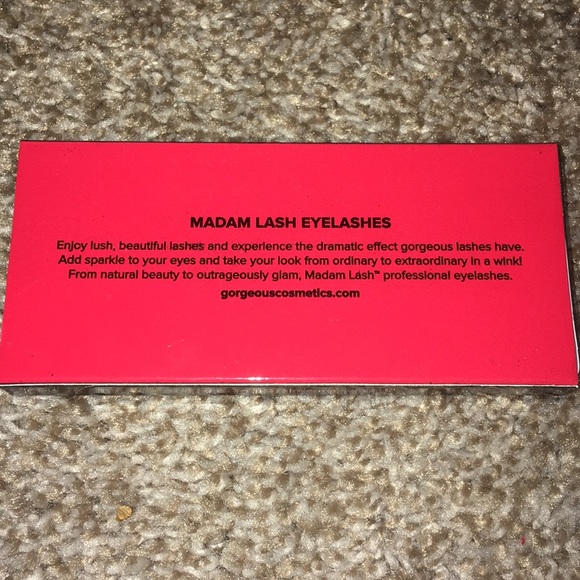 MADAM LASH EYELASHES
Enjoy lush, beautiful lashes and experience the dramatic effect gorgeous lashes have.
Add sparkle to your eyes and take your look from ordinary to extraordinary in a wink!
From natural beauty to outrageously glam, Madam Lash™ professional eyelashes.
gorgeouscosmetics.com